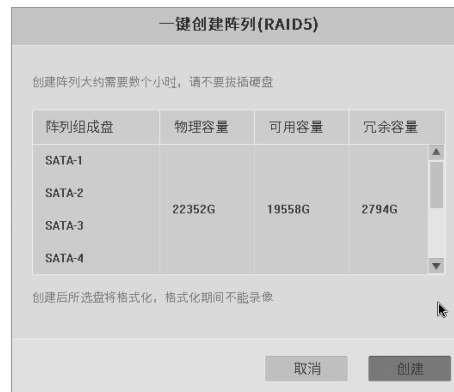 一键创建阵列(RAID5)
创建阵列大约需要数个小时，请不要拔插硬盘
阵列组成盘 物理容量 可用容量 冗余容量
SATA-1
SATA-2
22352G 19558G 2794G
SATA-3
SATA-4
创建后所选盘将格式化，格式化期间不能录像
取消 创建